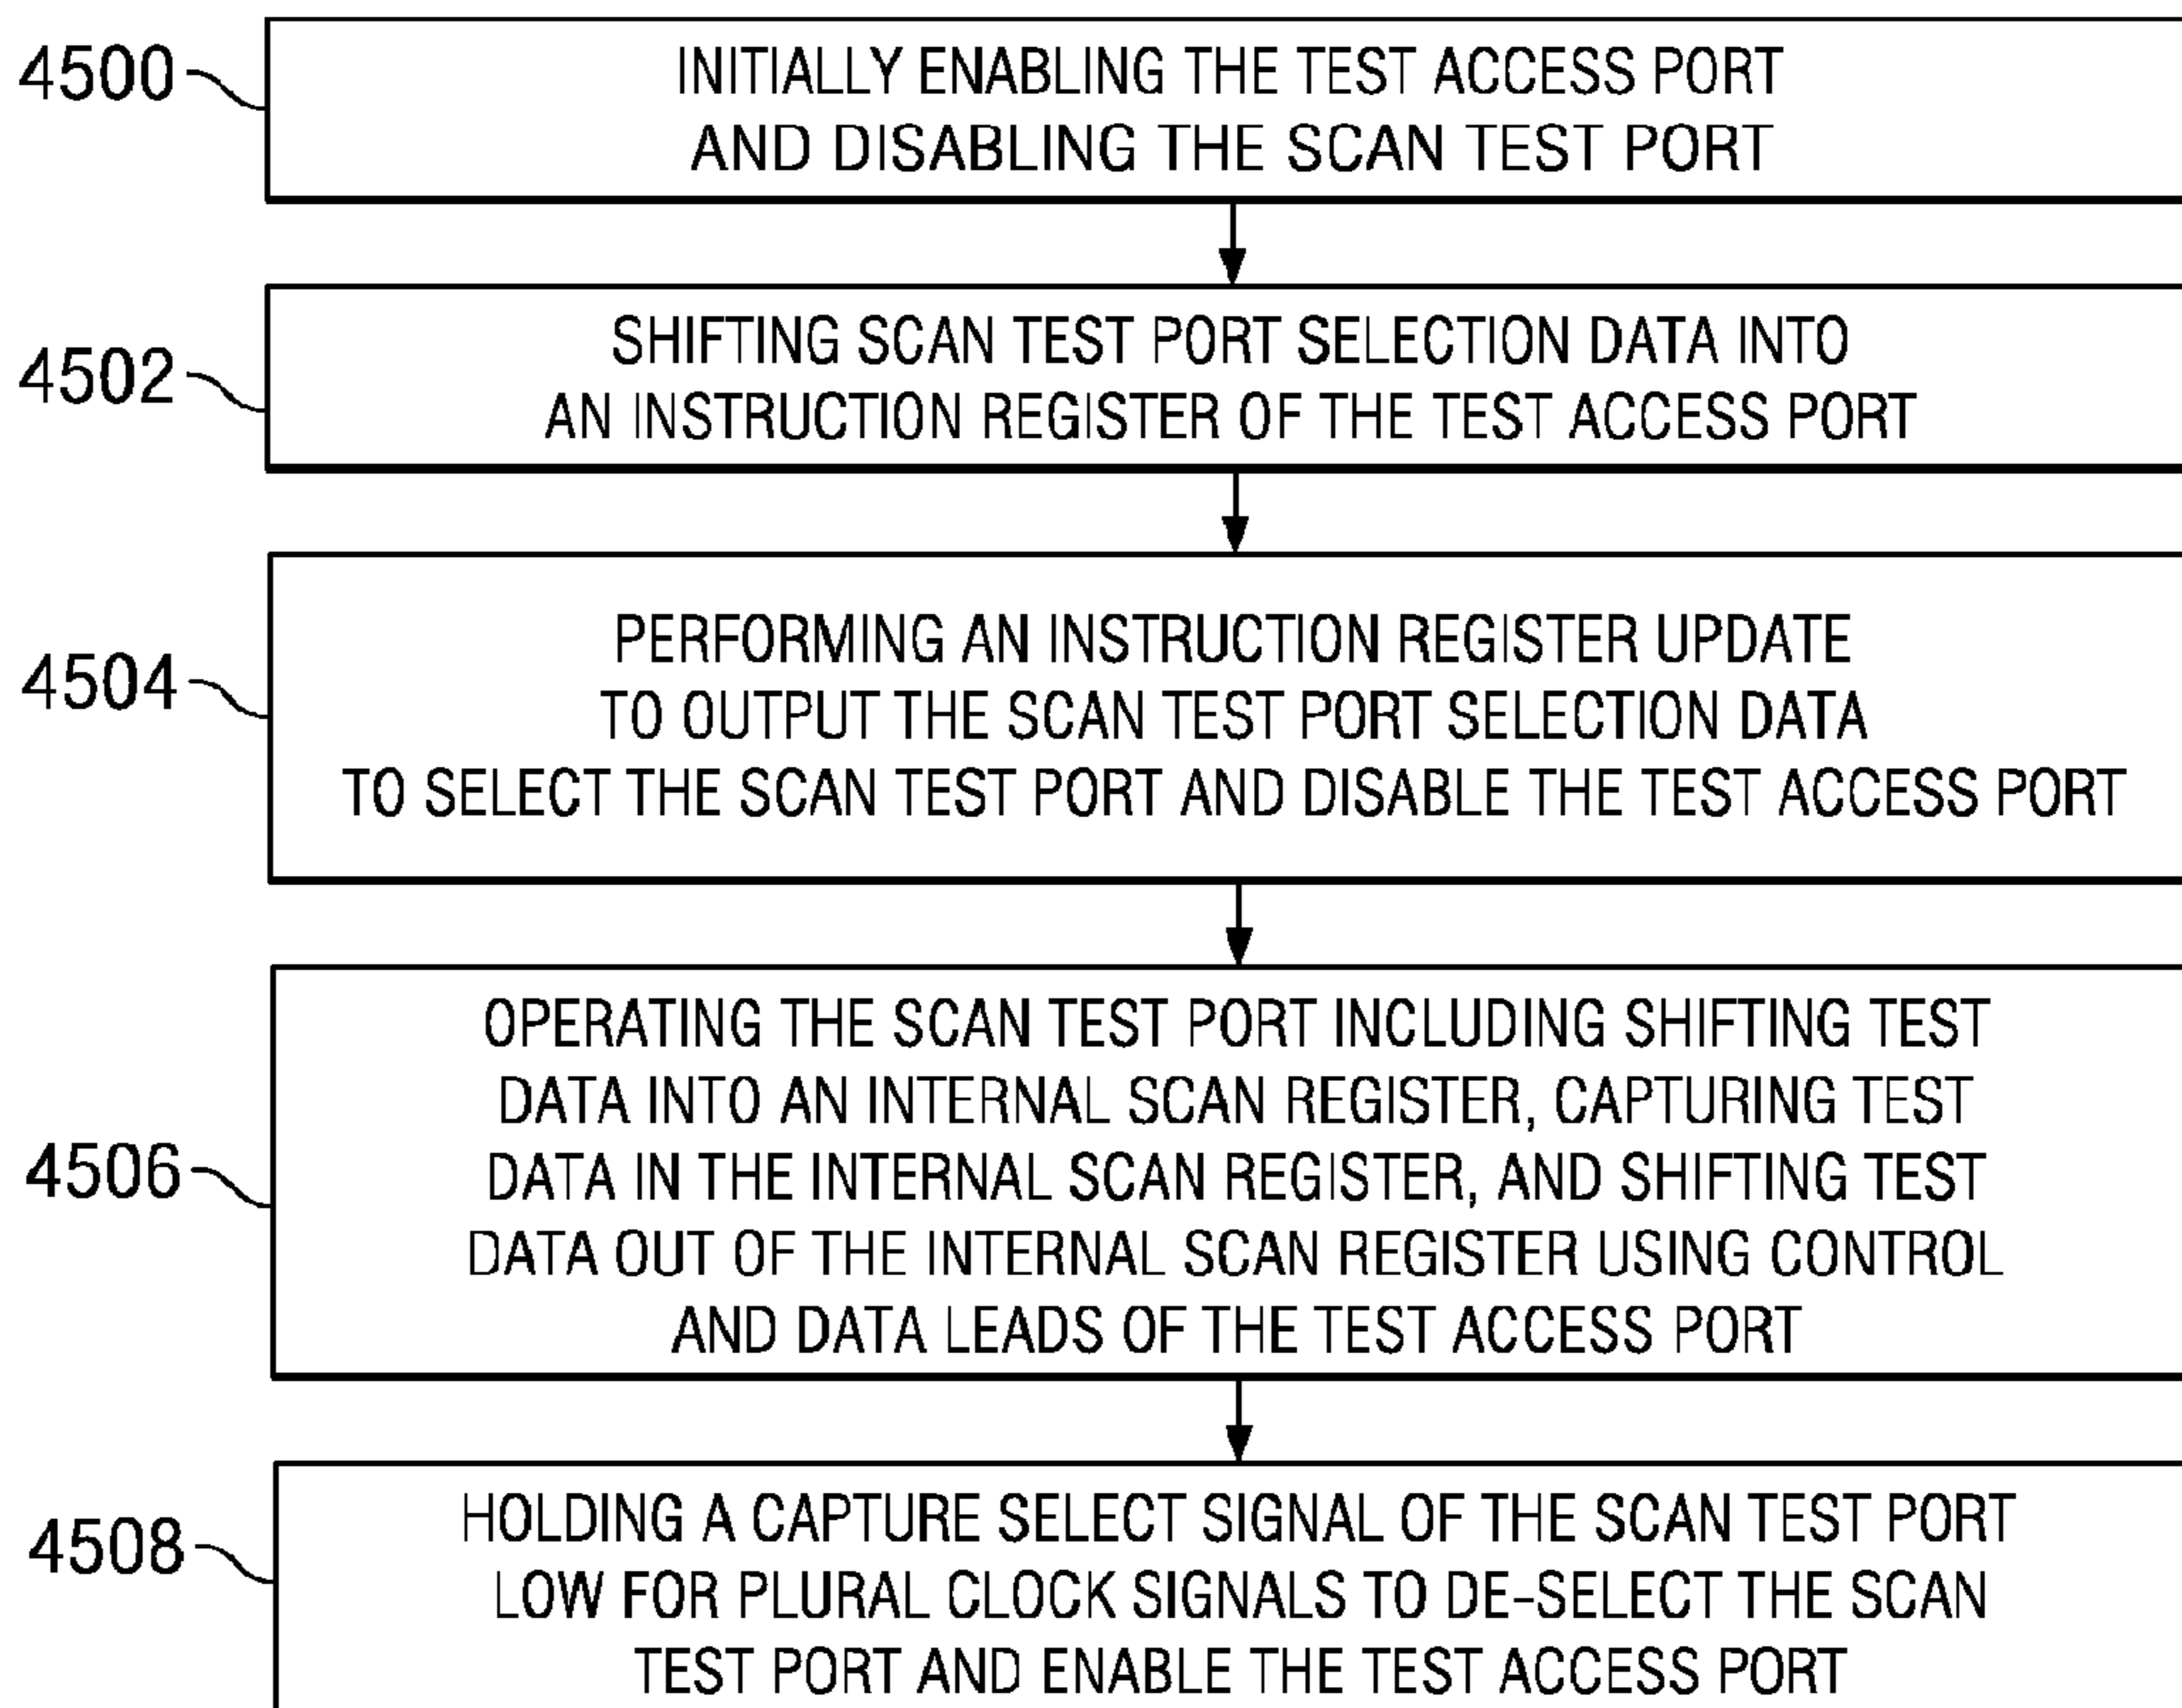 4500
INITIALLY ENABLING THE TEST ACCESS PORT
AND DISABLING THE SCAN TEST PORT
4502
SHIFTING SCAN TEST PORT SELECTION DATA INTO
AN INSTRUCTION REGISTER OF THE TEST ACCESS PORT
4504
PERFORMING AN INSTRUCTION REGISTER UPDATE
TO OUTPUT THE SCAN TEST PORT SELECTION DATA
TO SELECT THE SCAN TEST PORT AND DISABLE THE TEST ACCESS PORT
4506
OPERATING THE SCAN TEST PORT INCLUDING SHIFTING TEST
DATA INTO AN INTERNAL SCAN REGISTER, CAPTURING TEST
DATA IN THE INTERNAL SCAN REGISTER, AND SHIFTING TEST
DATA OUT OF THE INTERNAL SCAN REGISTER USING CONTROL
AND DATA LEADS OF THE TEST ACCESS PORT
4508
HOLDING A CAPTURE SELECT SIGNAL OF THE SCAN TEST PORT
LOW FOR PLURAL CLOCK SIGNALS TO DE-SELECT THE SCAN
TEST PORT AND ENABLE THE TEST ACCESS PORT